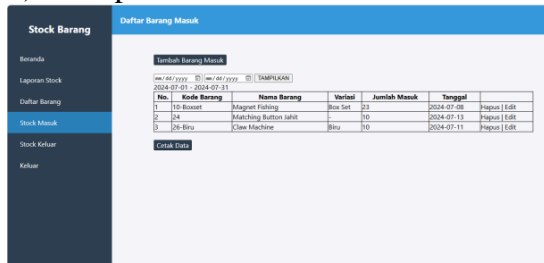 Stock Barang
Beranda
Laporan Stock
Daftar Barang
Stock Masuk
Stock Keluar
Keluar
Daftar Barang Masuk
Tambah Barang Masuk
mm/dd/yyyy mm/dd/yyyy TAMPILKAN
2024-07-01 - 2024-07-31
No. Kode Barang Nama Barang Variasi Jumlah Masuk Tanggal
1 10-Boxset Magnet Fishing Box Set 23 2024-07-08 Hapus | Edit
2 24 Matching Button Jahit - 10 2024-07-13 Hapus | Edit
3 26-Biru Claw Machine Biru 10 2024-07-11 Hapus | Edit
Cetak Data